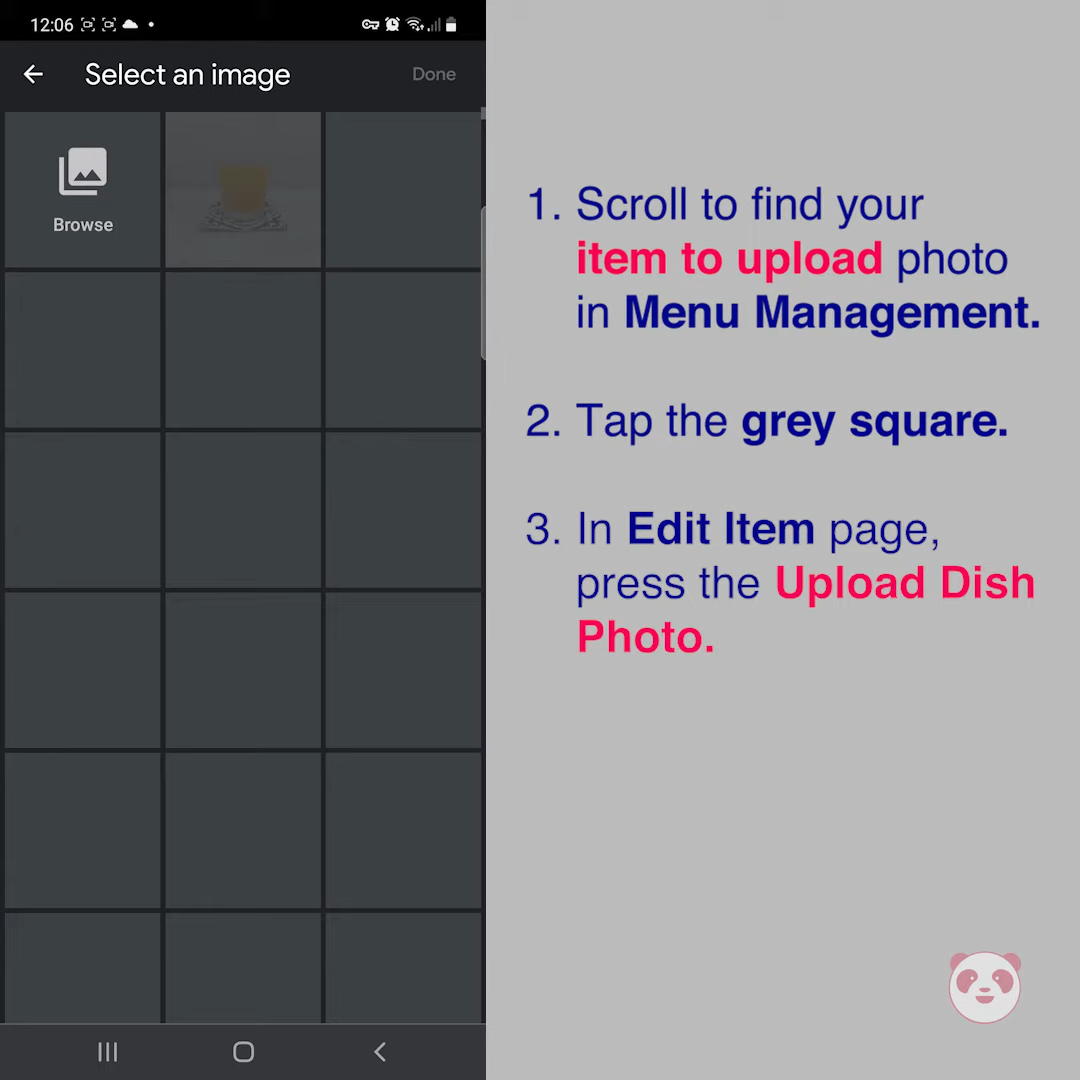 12:06
Select an image
Done
Browse
1. Scroll to find your
item to upload photo
in Menu Management.
2. Tap the grey square.
3. In Edit Item page,
press the Upload Dish
Photo.